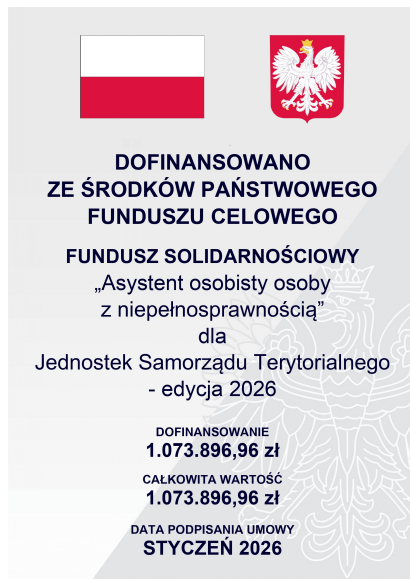 DOFINANSOWANO
ZE ŚRODKÓW PAŃSTWOWEGO
FUNDUSZU CELOWEGO
FUNDUSZ SOLIDARNOŚCIOWY
„Asystent osobisty osoby
z niepełnosprawnością”
dla
Jednostek Samorządu Terytorialnego
- edycja 2026
DOFINANSOWANIE
1.073.896,96 zł
CAŁKOWITA WARTOŚĆ
1.073.896,96 zł
DATA PODPISANIA UMOWY
STYCZEŃ 2026